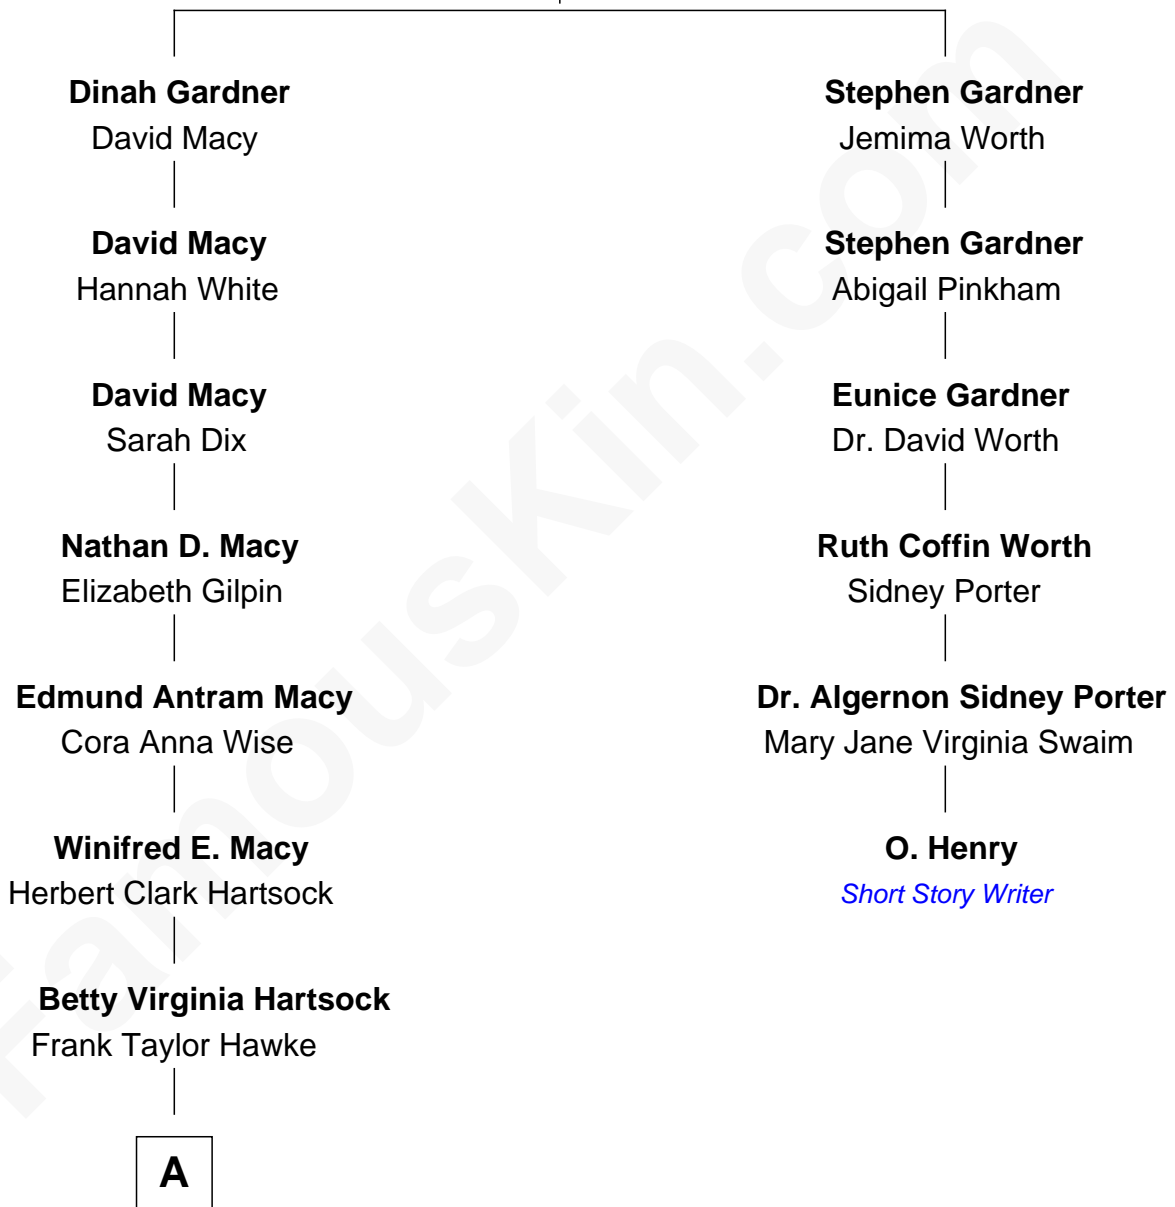 Dinah Gardner
David Macy
David Macy
Hannah White
David Macy
Sarah Dix
Nathan D. Macy
Elizabeth Gilpin
Edmund Antram Macy
Cora Anna Wise
Winifred E. Macy
Herbert Clark Hartsock
Betty Virginia Hartsock
Frank Taylor Hawke
A
Stephen Gardner
Jemima Worth
Stephen Gardner
Abigail Pinkham
Eunice Gardner
Dr. David Worth
Ruth Coffin Worth
Sidney Porter
Dr. Algernon Sidney Porter
Mary Jane Virginia Swaim
O. Henry
Short Story Writer
FamousKin.com